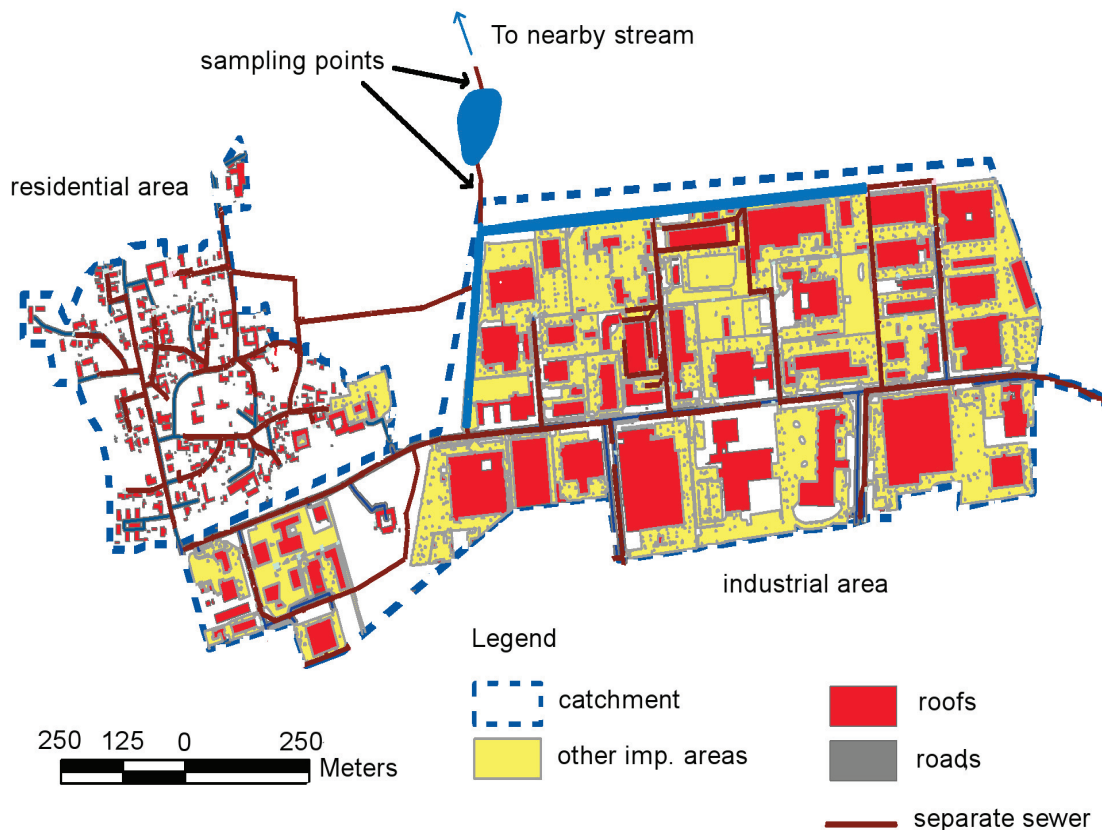 To nearby stream
sampling points
residential area
industrial area
Legend
catchment
roofs
other imp. areas
roads
separate sewer
250 125 0 250
Meters